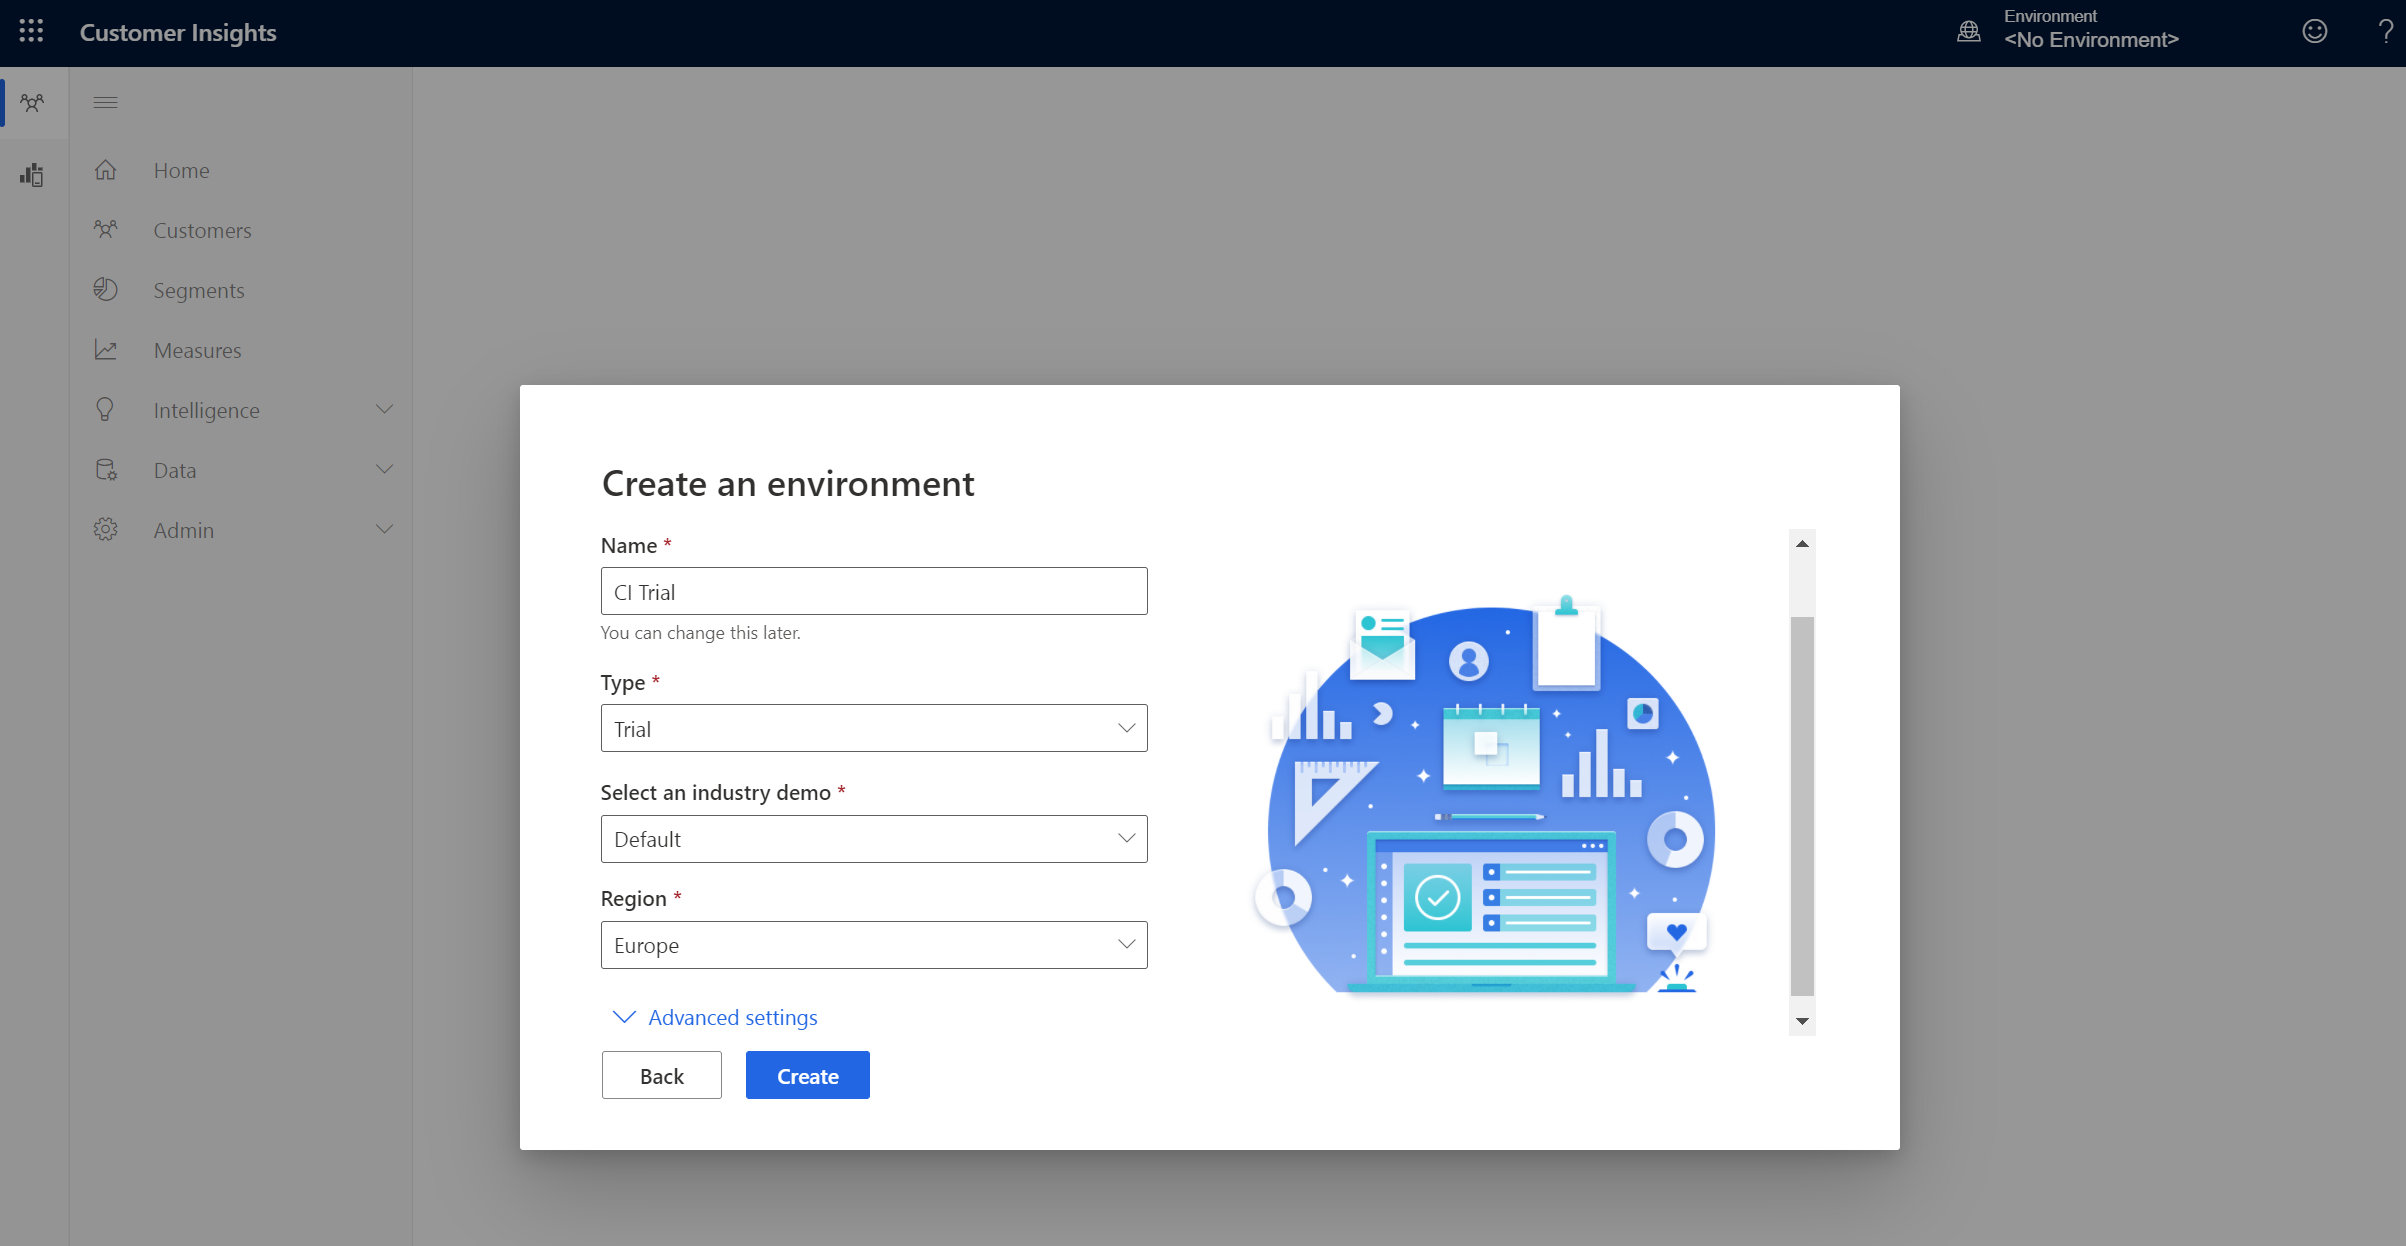 Customer Insights
Environment
<No Environment>
?
Home
Customers
Segments
Measures
Intelligence
Data
Admin
Create an environment
Name *
CI Trial
You can change this later.
Type *
Trial
Select an industry demo *
Default
Region *
Europe
Advanced settings
Back
Create